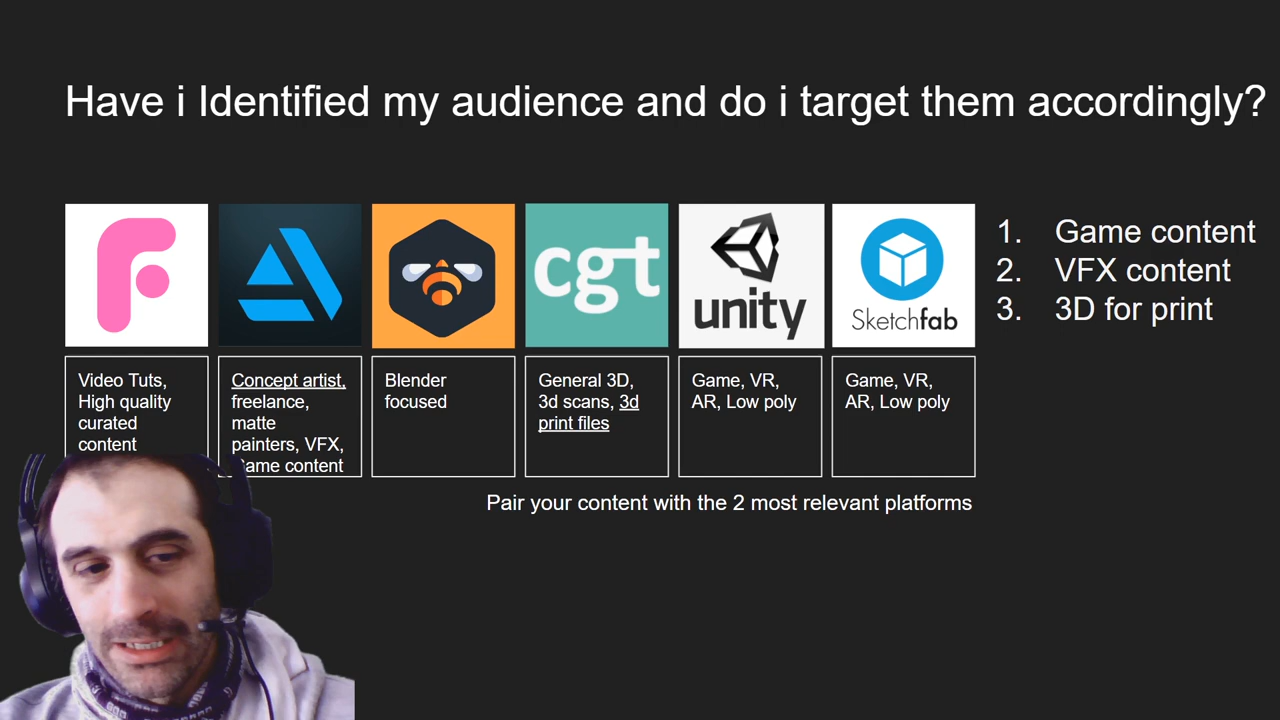 Have i Identified my audience and do i target them accordingly?
cgt
unity
Sketchfab
1. Game content
2. VFX content
3. 3D for print
Video Tuts,
High quality
curated
content
Concept artist,
freelance,
matte
painters, VFX,
Game content
Blender
focused
General 3D,
3d scans, 3d
print files
Game, VR,
AR, Low poly
Game, VR,
AR, Low poly
Pair your content with the 2 most relevant platforms